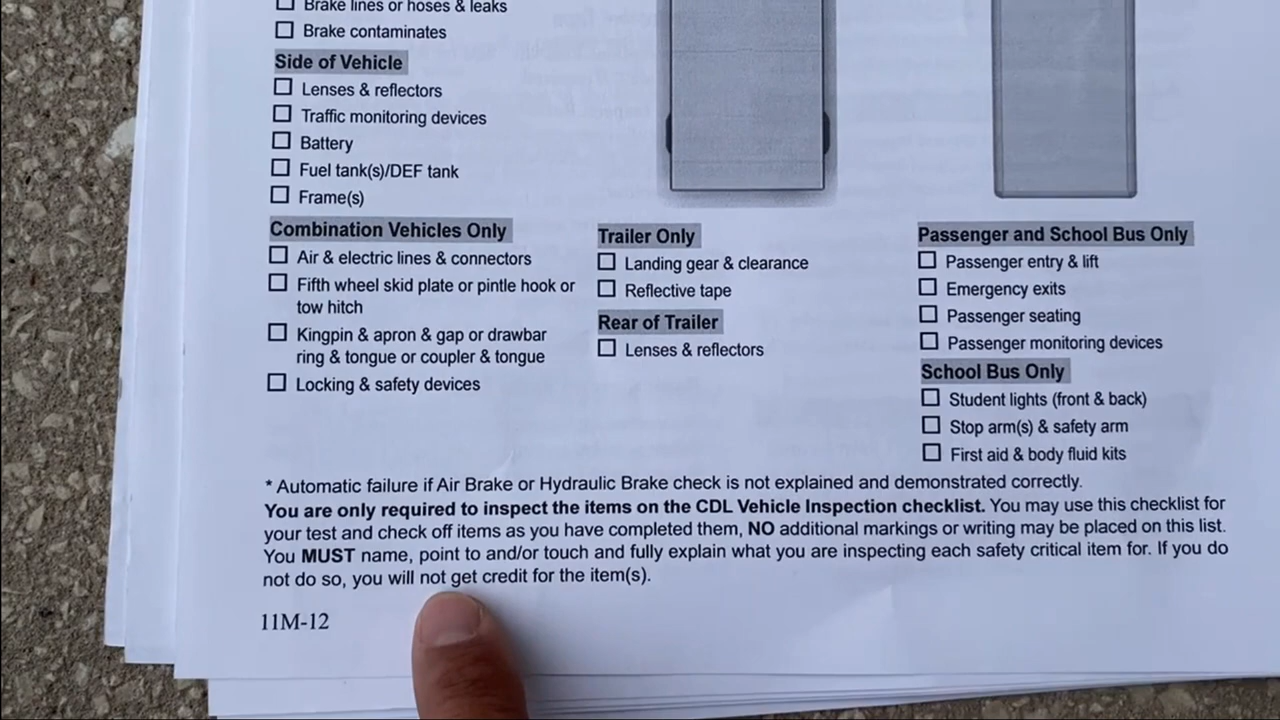 Brake lines or hoses & leaks
Brake contaminates
Side of Vehicle
Lenses & reflectors
Traffic monitoring devices
Battery
Fuel tank(s)/DEF tank
Frame(s)
Combination Vehicles Only
Air & electric lines & connectors
Fifth wheel skid plate or pintle hook or
tow hitch
Kingpin & apron & gap or drawbar
ring & tongue or coupler & tongue
Locking & safety devices
Trailer Only
Landing gear & clearance
Reflective tape
Rear of Trailer
Lenses & reflectors
Passenger and School Bus Only
Passenger entry & lift
Emergency exits
Passenger seating
Passenger monitoring devices
School Bus Only
Student lights (front & back)
Stop arm(s) & safety arm
First aid & body fluid kits
* Automatic failure if Air Brake or Hydraulic Brake check is not explained and demonstrated correctly.
You are only required to inspect the items on the CDL Vehicle Inspection checklist. You may use this checklist for
your test and check off items as you have completed them, NO additional markings or writing may be placed on this list.
You MUST name, point to and/or touch and fully explain what you are inspecting each safety critical item for. If you do
not do so, you will not get credit for the item(s).
11M-12